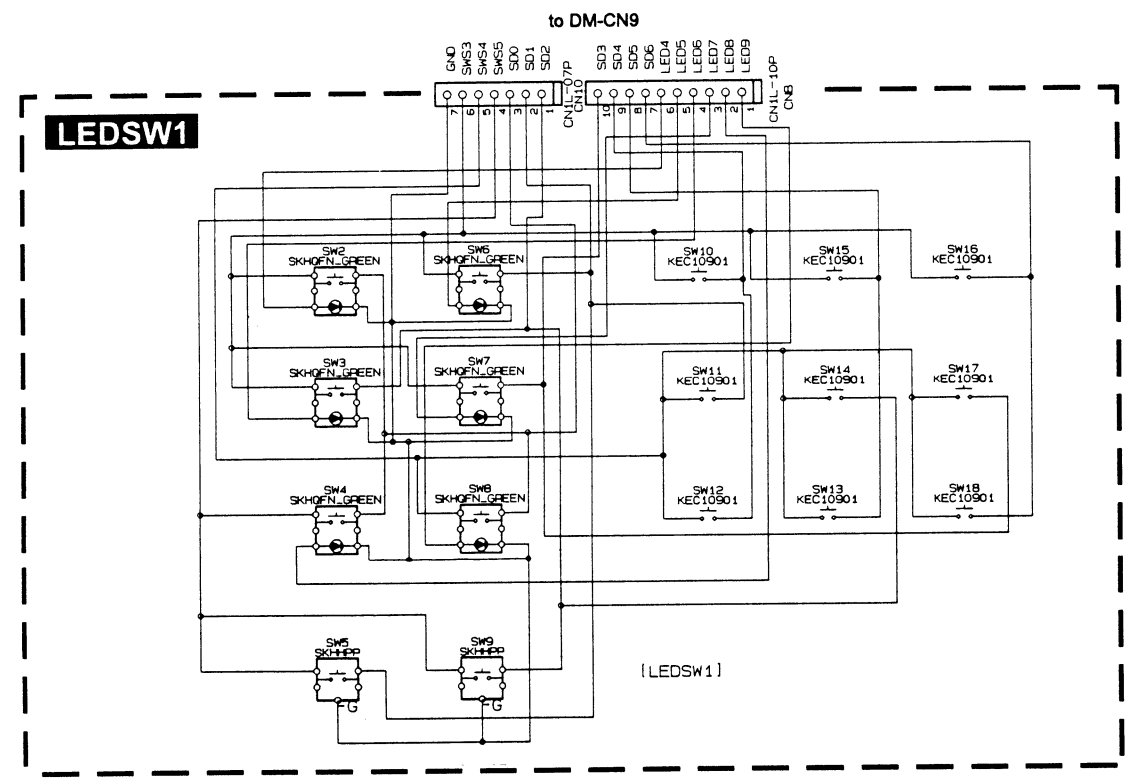 to DM-CN9
GND
SWS3
SWS4
SWS5
SD0
SD1
SD2
SD3
SD4
SD5
SD6
LED4
LED5
LED6
LED7
LED8
LED9
7
6
5
4
3
2
1
CN1L-07P
CN10
10
9
8
7
6
5
4
3
2
1
CN1L-10P
CN8
LEDSW1
SW2
SKHQFN_GREEN
SW6
SKHQFN_GREEN
SW10
KEC10901
SW15
KEC10901
SW16
KEC10901
SW3
SKHQFN_GREEN
SW7
SKHQFN_GREEN
SW11
KEC10901
SW14
KEC10901
SW17
KEC10901
SW4
SKHQFN_GREEN
SW8
SKHQFN_GREEN
SW12
KEC10901
SW13
KEC10901
SW18
KEC10901
SW5
SKHHPP
G
SW9
SKHHPP
G
[LEDSW1]